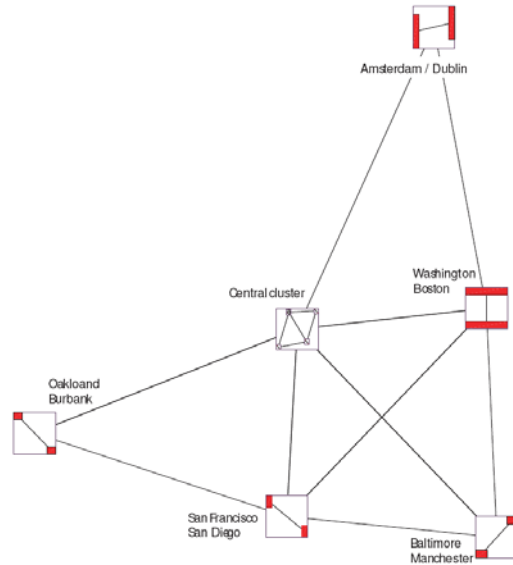 Amsterdam / Dublin
Washington
Boston
Central cluster
Oakloand
Burbank
San Francisco
San Diego
Baltimore
Manchester